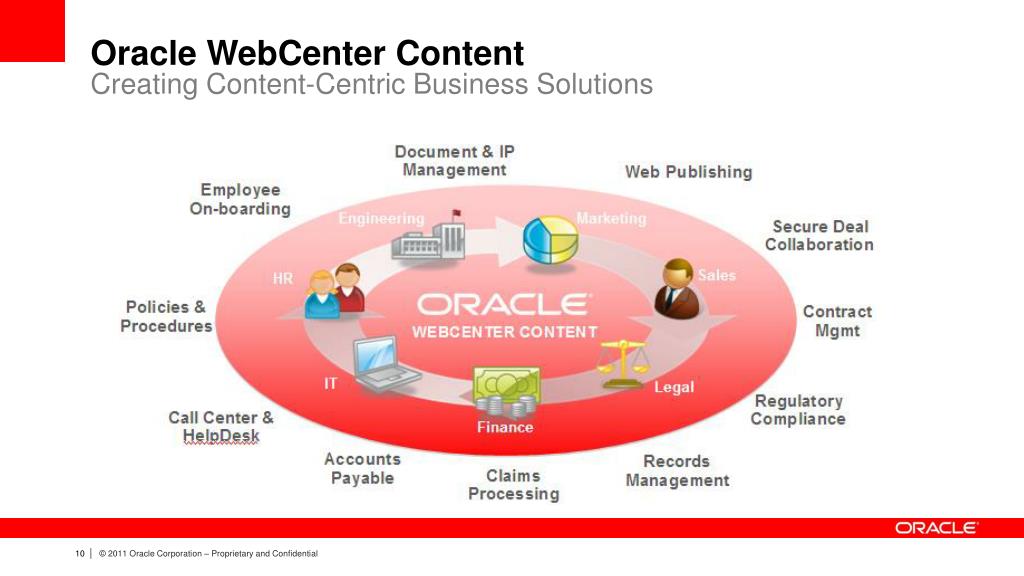 Oracle WebCenter Content
Creating Content-Centric Business Solutions
Document & IP
Management
Web Publishing
Employee
On-boarding
Engineering
Marketing
Secure Deal
Collaboration
HR
Sales
Policies &
Procedures
ORACLE
WEBCENTER CONTENT
Contract
Mgmt
IT
Legal
Finance
Regulatory
Compliance
Call Center &
HelpDesk
Accounts
Payable
Claims
Processing
Records
Management
ORACLE
10 | © 2011 Oracle Corporation – Proprietary and Confidential